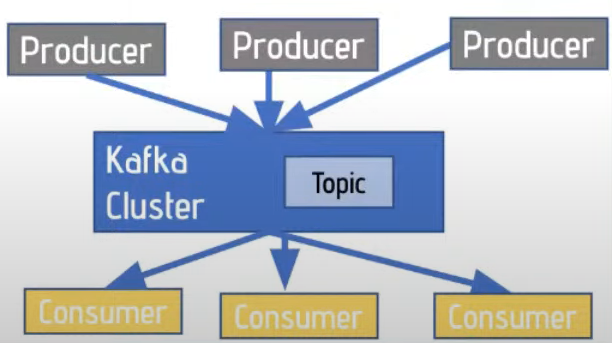 Producer
Producer
Producer
Kafka
Cluster
Topic
Consumer
Consumer
Consumer